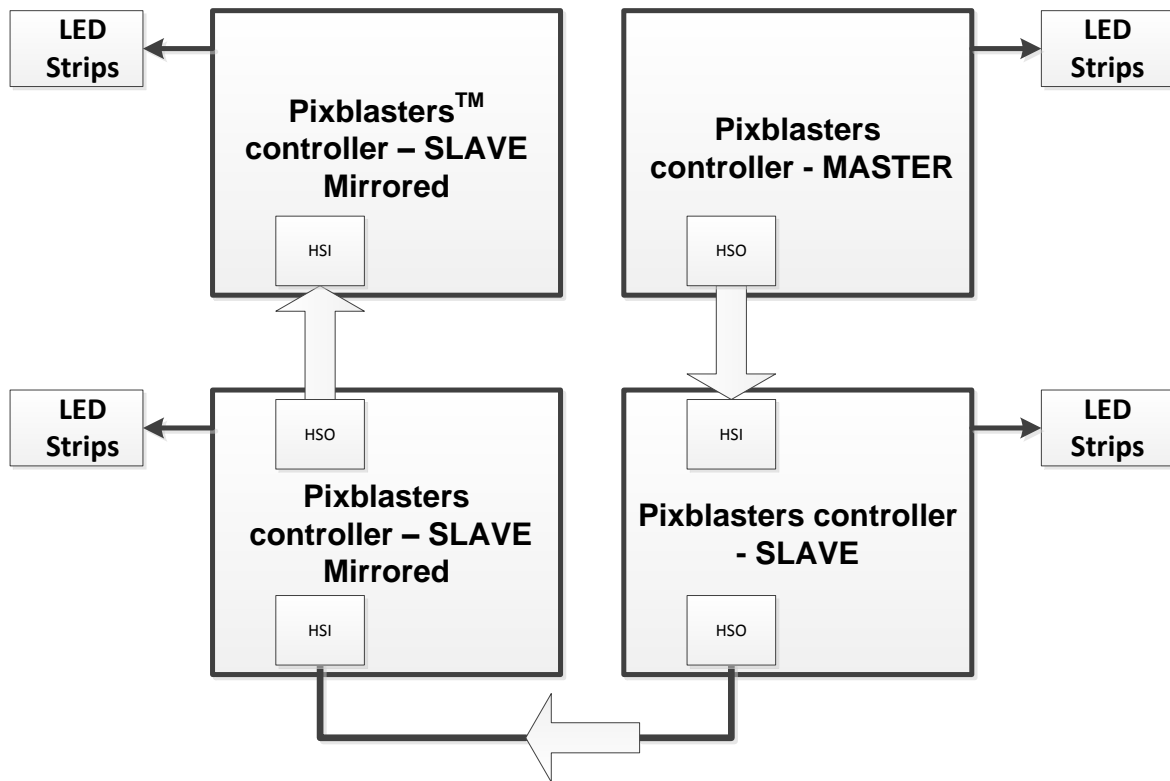 LED
Strips
Pixblasters™
controller – SLAVE
Mirrored
HSI
Pixblasters
controller - MASTER
HSO
LED
Strips
LED
Strips
HSO
Pixblasters
controller – SLAVE
Mirrored
HSI
HSI
Pixblasters controller
- SLAVE
HSO
LED
Strips